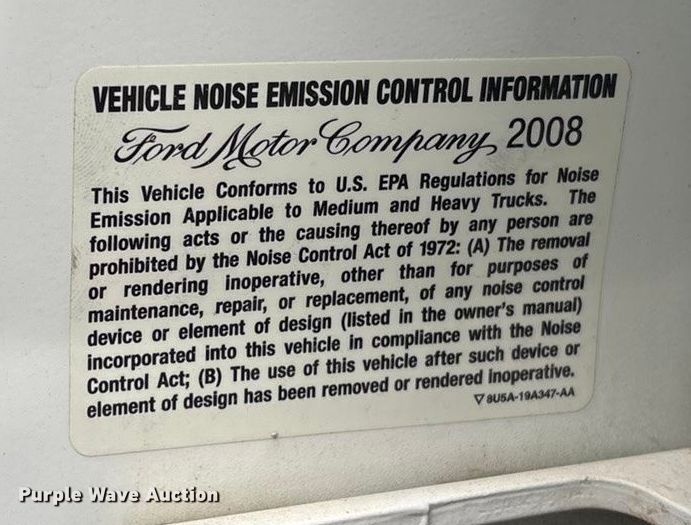 VEHICLE NOISE EMISSION CONTROL INFORMATION
Ford Motor Company 2008
This Vehicle Conforms to U.S. EPA Regulations for Noise
Emission Applicable to Medium and Heavy Trucks. The
following acts or the causing thereof by any person are
prohibited by the Noise Control Act of 1972: (A) The removal
or rendering inoperative, other than for purposes of
maintenance, repair, or replacement, of any noise control
device or element of design (listed in the owner's manual)
incorporated into this vehicle in compliance with the Noise
Control Act; (B) The use of this vehicle after such device or
element of design has been removed or rendered inoperative.
8U5A-19A347-AA
Purple Wave Auction